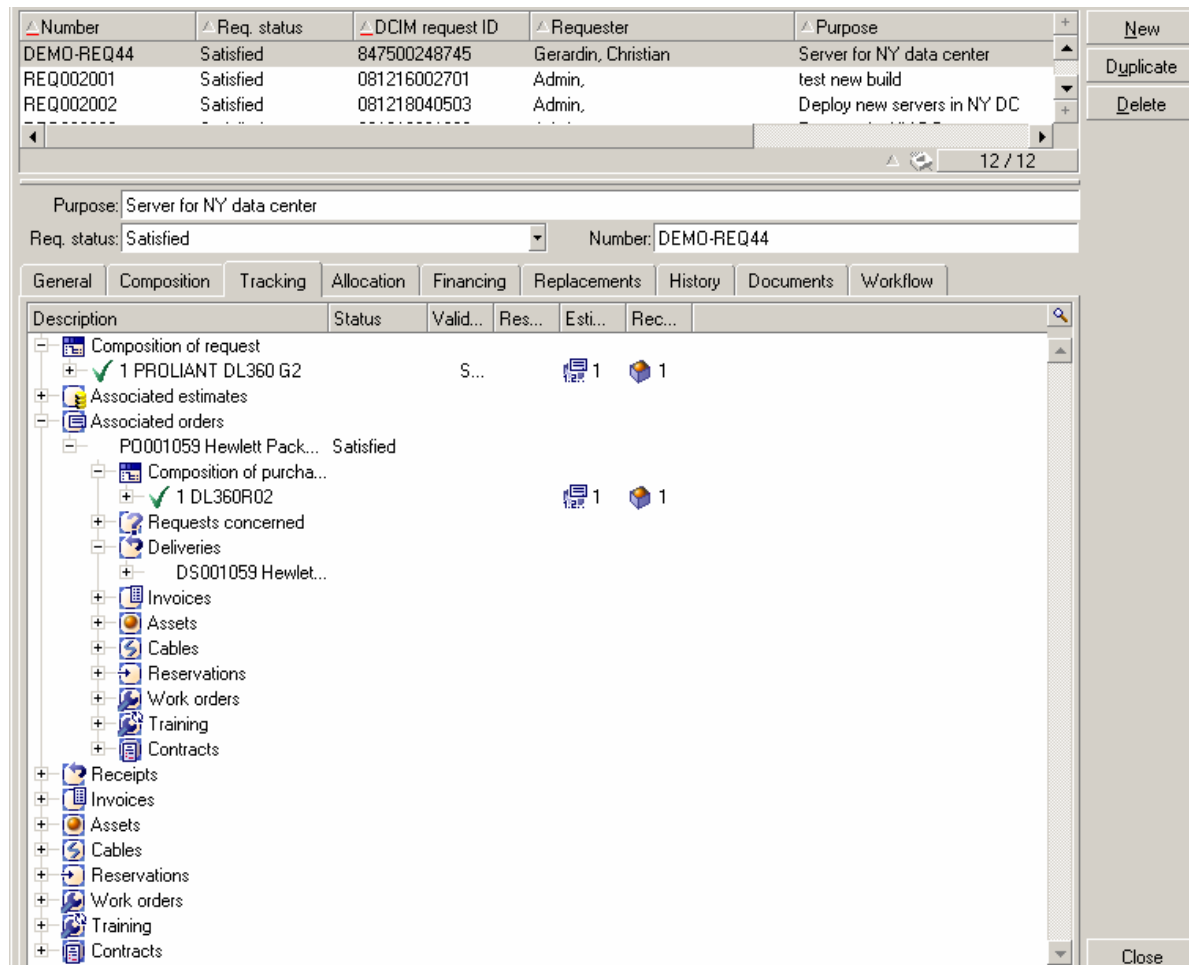 Number Req. status DCIM request ID Requester Purpose
New
DEMO-REQ44 Satisfied 847500248745 Gerardin, Christian Server for NY data center
Duplicate
REQ002001 Satisfied 081216002701 Admin, test new build
REQ002002 Satisfied 081218040503 Admin, Deploy new servers in NY DC
Delete
12 / 12
Purpose: Server for NY data center
Req. status: Satisfied Number: DEMO-REQ44
General Composition Tracking Allocation Financing Replacements History Documents Workflow
Description Status Valid... Res... Esti... Rec...
Composition of request
1 PROLIANT DL360 G2 S... 1 1
Associated estimates
Associated orders
PO001059 Hewlett Pack... Satisfied
Composition of purcha...
1 DL360R02 1 1
Requests concerned
Deliveries
DS001059 Hewlet...
Invoices
Assets
Cables
Reservations
Work orders
Training
Contracts
Receipts
Invoices
Assets
Cables
Reservations
Work orders
Training
Contracts
Close